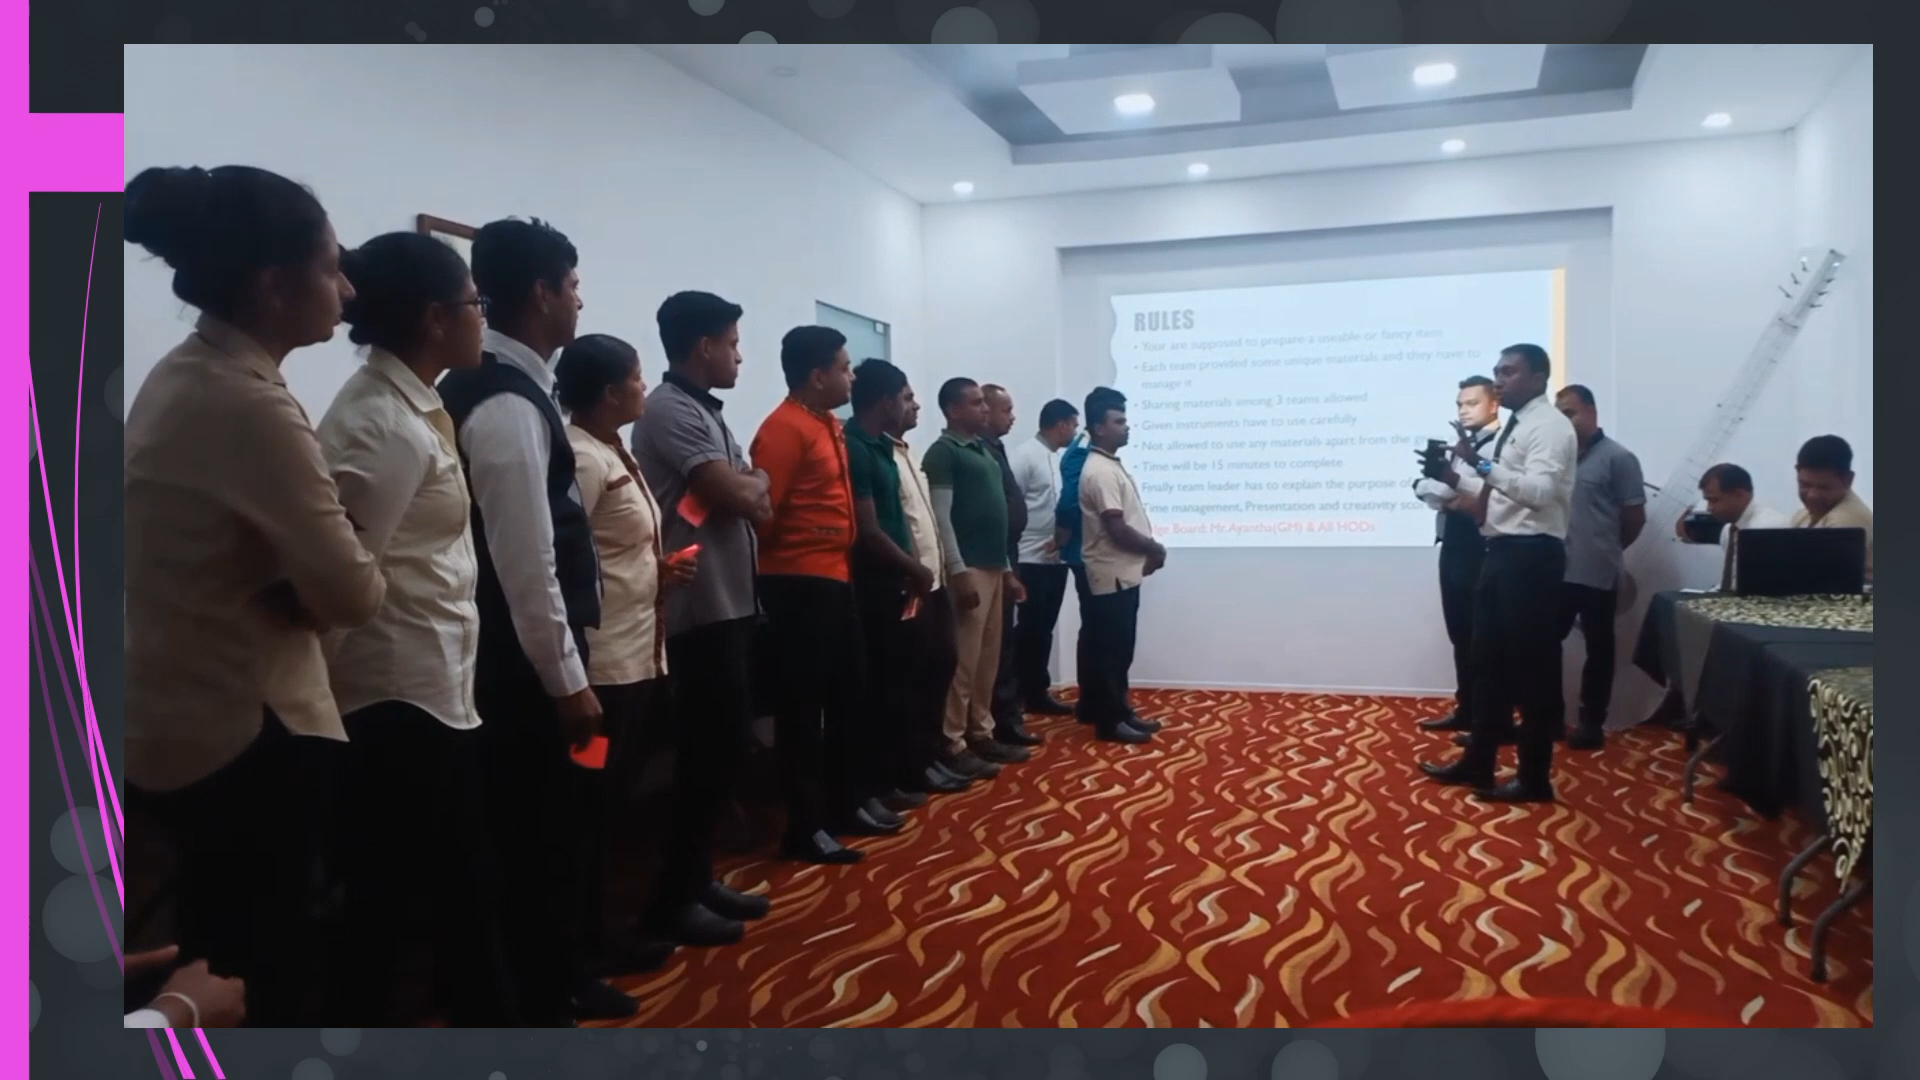 RULES
• Your are supposed to prepare a useable or fancy item
• Each team provided some unique materials and they have to
manage it
• Sharing materials among 3 teams allowed
• Given instruments have to use carefully
• Not allowed to use any materials apart from the
• Time will be 15 minutes to complete
Finally team leader has to explain the purpose of
Time management, Presentation and creativity
Board: Mr.Ayantha(GM) & All HODs